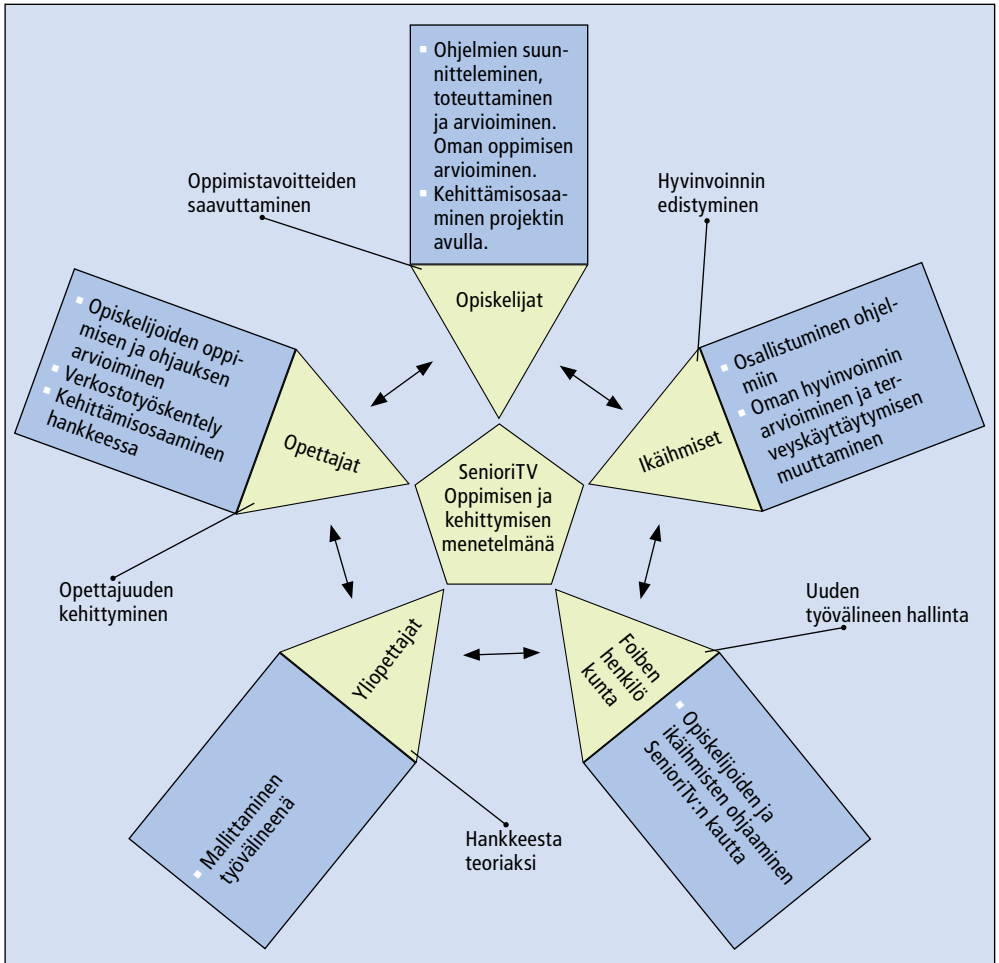 ▪ Ohjelmien suun-
nitteleminen,
toteuttaminen
ja arvioiminen.
Oman oppimisen
arvioiminen.
▪ Kehittämisosaa-
minen projektin
avulla.
Oppimistavoitteiden
saavuttaminen
Hyvinvoinnin
edistyminen
Opiskelijat
▪ Opiskelijoiden oppi-
misen ja ohjauksen
arvioiminen
▪ Verkostotyöskentely
▪ Kehittämisosaaminen
hankkeessa
Opettajat
▪ Osallistuminen ohjel-
miin
▪ Oman hyvinvoinnin
arvioiminen ja ter-
veyskäyttäytymisen
muuttaminen
Ikäihmiset
SenioriTV
Oppimisen ja
kehittymisen
menetelmänä
Opettajuuden
kehittyminen
Uuden
työvälineen hallinta
Yliopettajat
Foiben
henkilö
kunta
▪ Mallittaminen
työvälineenä
▪ Opiskelijoiden ja
ikäihmisten ohjaaminen
SenioriTv:n kautta
Hankkeesta
teoriaksi